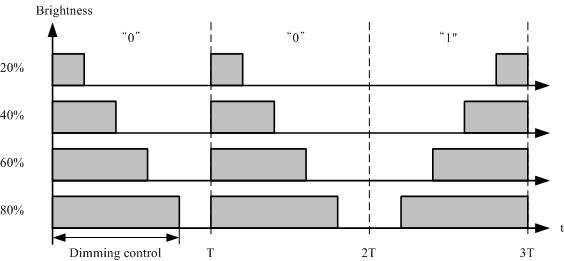 Brightness
“0” “0” “1"
20%
40%
60%
80%
t
Dimming control T 2T 3T